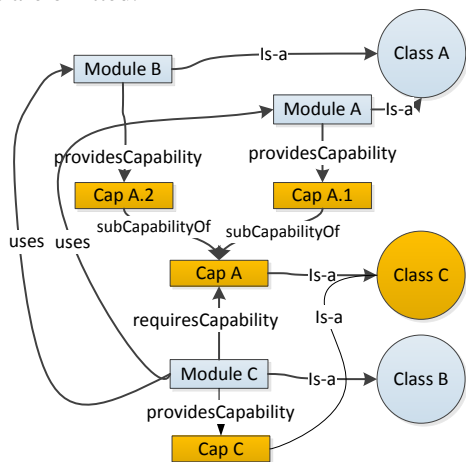 Is-a
Class A
Module B
Module A
Is-a
providesCapability
providesCapability
Cap A.2
Cap A.1
subCapabilityOf
subCapabilityOf
uses
uses
Cap A
Is-a
Class C
Is-a
requiresCapability
Module C
Is-a
Class B
providesCapability
Cap C